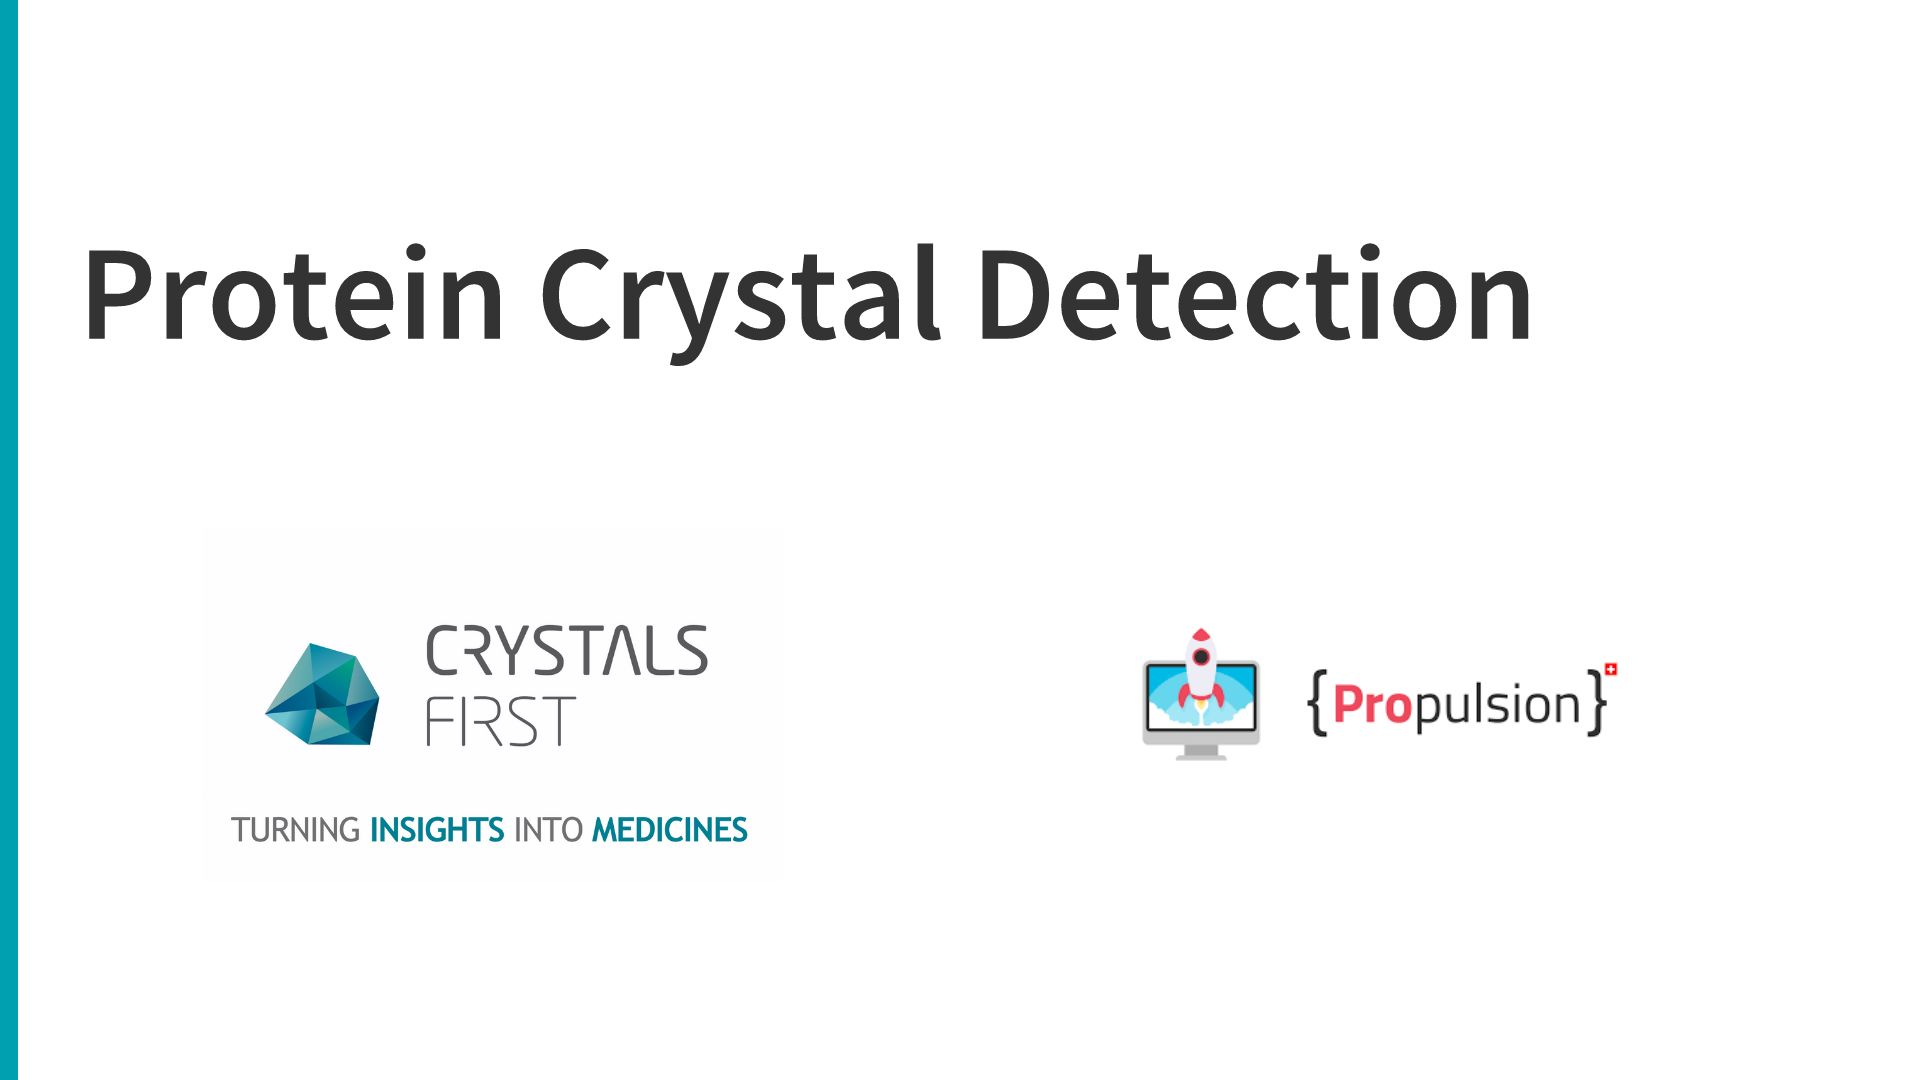 Protein Crystal Detection
CRYSTALS
FIRST
TURNING INSIGHTS INTO MEDICINES
{Propulsion}